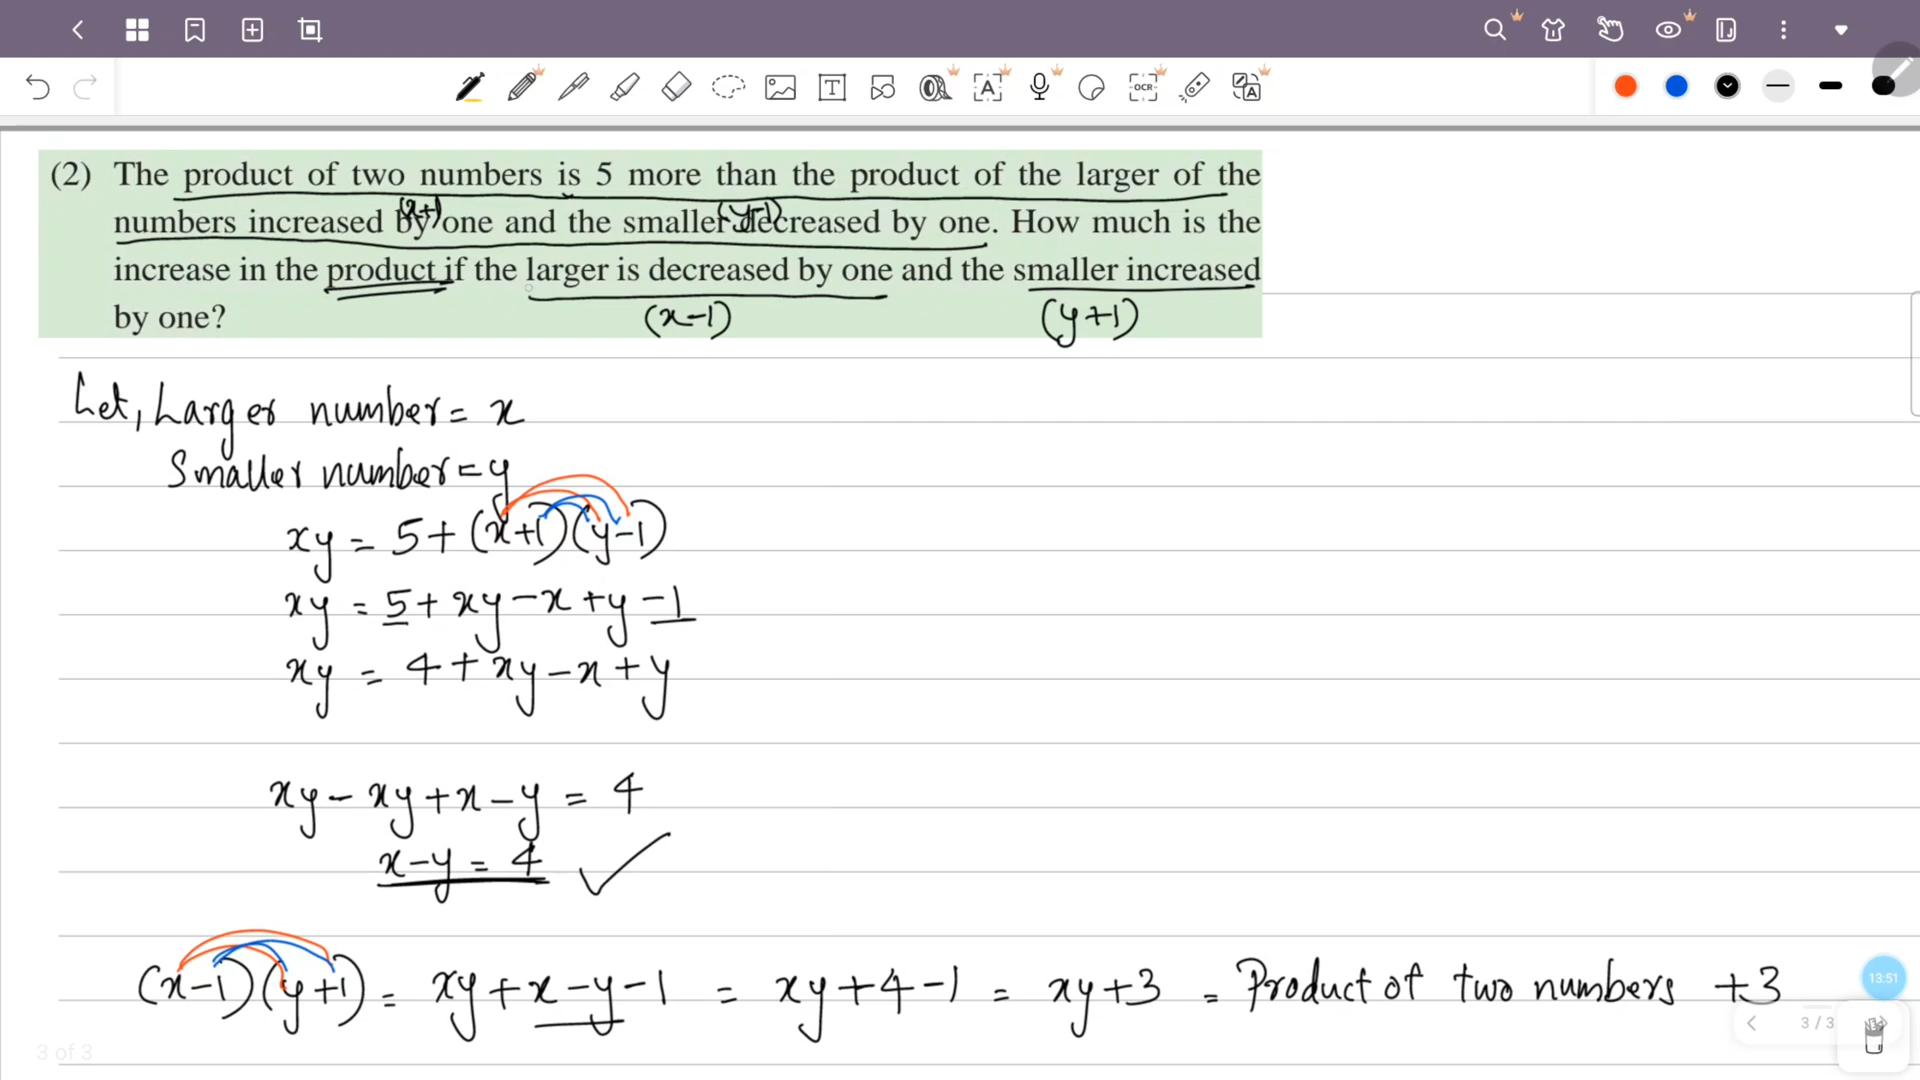 (2) The product of two numbers is 5 more than the product of the larger of the
(x+1) (y-1)
numbers increased by one and the smaller decreased by one. How much is the
increase in the product if the larger is decreased by one and the smaller increased
by one? (x-1) (y+1)
Let, Larger number = x
Smaller number = y
xy = 5+(x+1)(y-1)
xy = 5+ xy-x+y-1
xy = 4+xy-x+y
xy- xy+x-y = 4
x-y = 4 ✓
(x-1)(y+1) = xy+x-y-1 = xy+4-1 = xy+3 = Product of two numbers +3
13:51
3 / 3
3 of 3
T
A
OCR
A